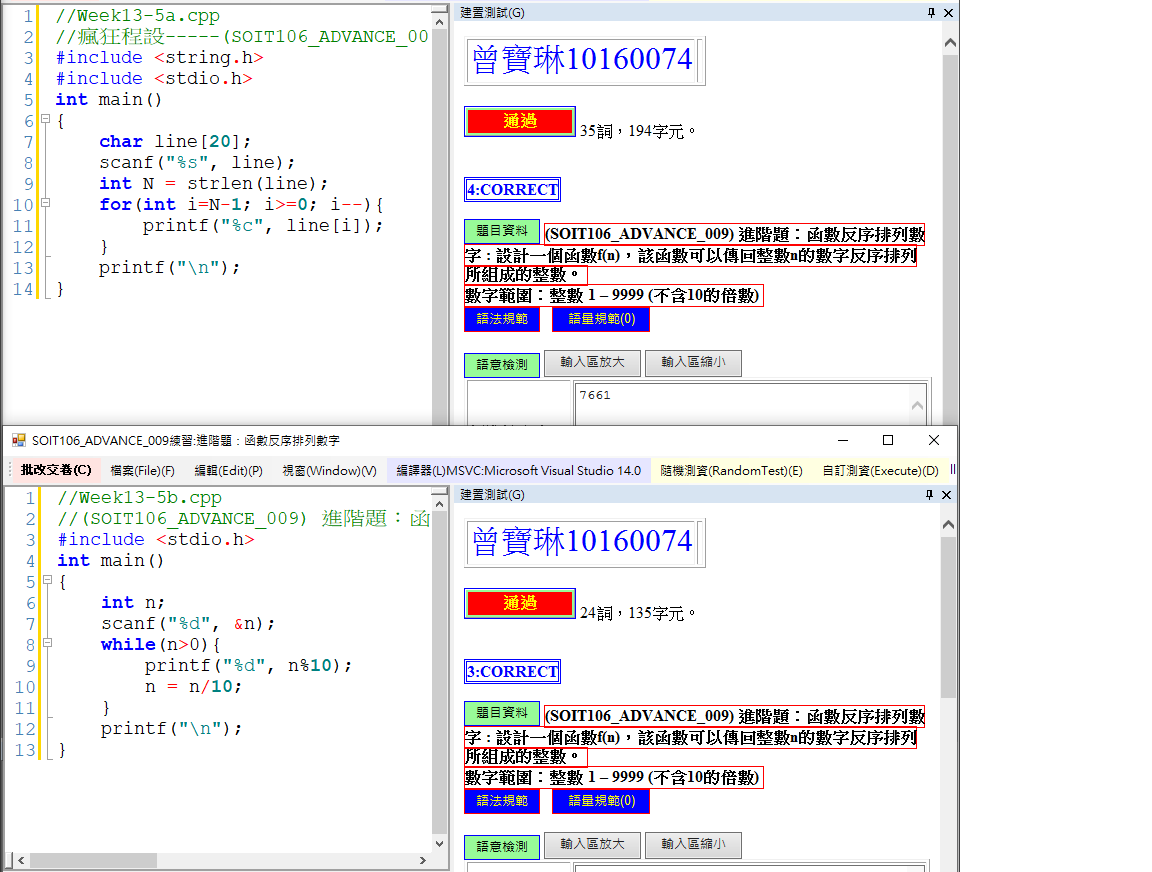 1 //Week13-5a.cpp
2 //瘋狂程設-----(SOIT106_ADVANCE_00
3 #include <string.h>
4 #include <stdio.h>
5 int main()
6 {
7 char line[20];
8 scanf("%s", line);
9 int N = strlen(line);
10 for(int i=N-1; i>=0; i--){
11 printf("%c", line[i]);
12 }
13 printf("\n");
14 }
建置測試(G)
曾寶琳10160074
通過 35詞，194字元。
4:CORRECT
題目資料 (SOIT106_ADVANCE_009) 進階題：函數反序排列數
字 : 設計一個函數f(n)，該函數可以傳回整數n的數字反序排列
所組成的整數。
數字範圍：整數 1 – 9999 (不含10的倍數)
語法規範 語量規範(0)
語意檢測 輸入區放大 輸入區縮小
7661
SOIT106_ADVANCE_009練習:進階題：函數反序排列數字
批改交卷(C) 檔案(File)(F) 編輯(Edit)(P) 視窗(Window)(V) 編譯器(L)MSVC:Microsoft Visual Studio 14.0 隨機測資(RandomTest)(E) 自訂測資(Execute)(D)
1 //Week13-5b.cpp
2 //(SOIT106_ADVANCE_009) 進階題：函
3 #include <stdio.h>
4 int main()
5 {
6 int n;
7 scanf("%d", &n);
8 while(n>0){
9 printf("%d", n%10);
10 n = n/10;
11 }
12 printf("\n");
13 }
建置測試(G)
曾寶琳10160074
通過 24詞，135字元。
3:CORRECT
題目資料 (SOIT106_ADVANCE_009) 進階題：函數反序排列數
字 : 設計一個函數f(n)，該函數可以傳回整數n的數字反序排列
所組成的整數。
數字範圍：整數 1 – 9999 (不含10的倍數)
語法規範 語量規範(0)
語意檢測 輸入區放大 輸入區縮小